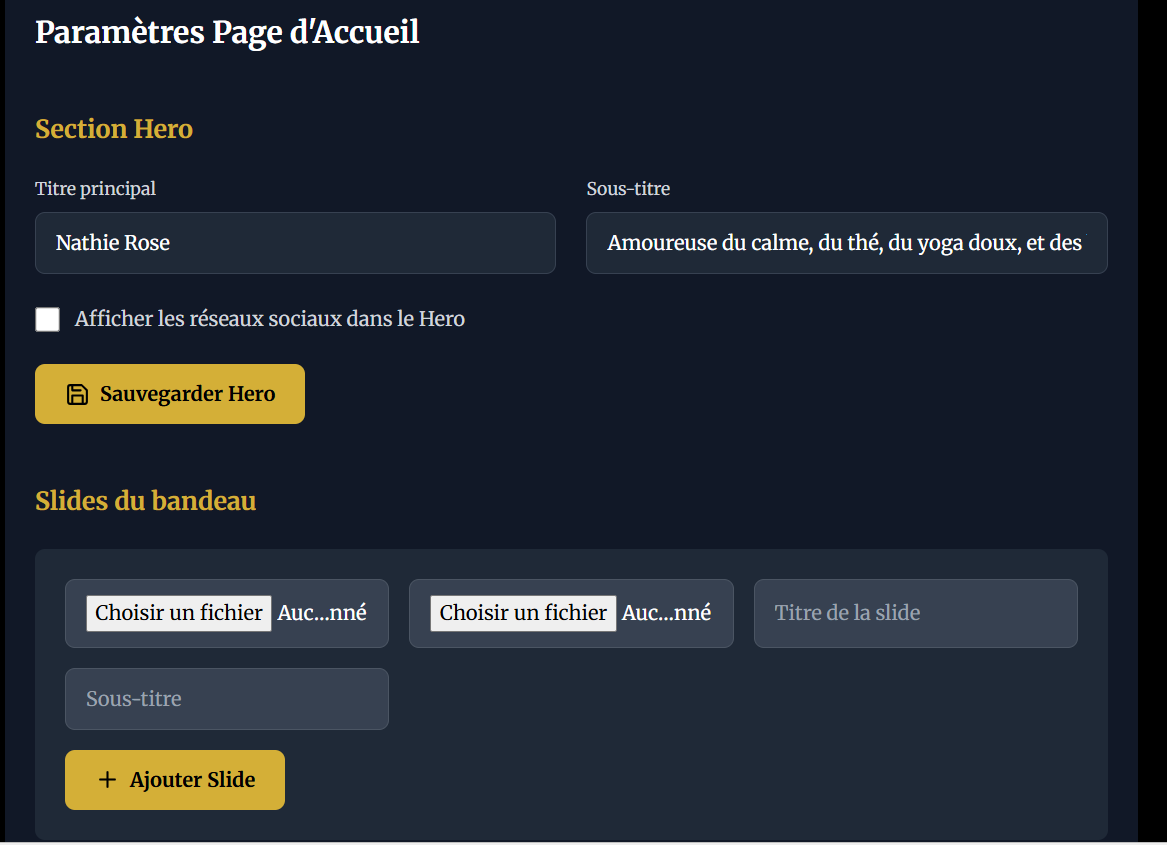 Paramètres Page d'Accueil
Section Hero
Titre principal
Sous-titre
Nathie Rose
Amoureuse du calme, du thé, du yoga doux, et des
Afficher les réseaux sociaux dans le Hero
Sauvegarder Hero
Slides du bandeau
Choisir un fichier Auc...nné
Choisir un fichier Auc...nné
Titre de la slide
Sous-titre
+ Ajouter Slide